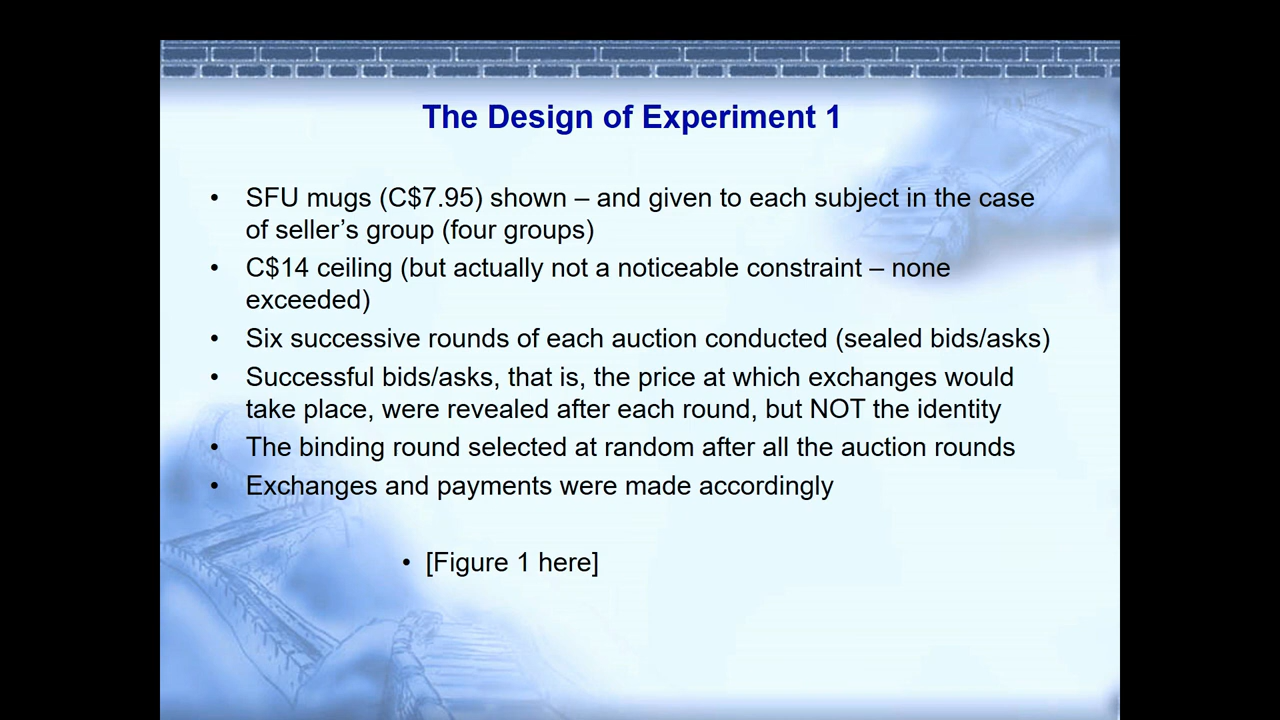 The Design of Experiment 1
• SFU mugs (C$7.95) shown – and given to each subject in the case
of seller’s group (four groups)
• C$14 ceiling (but actually not a noticeable constraint – none
exceeded)
• Six successive rounds of each auction conducted (sealed bids/asks)
• Successful bids/asks, that is, the price at which exchanges would
take place, were revealed after each round, but NOT the identity
• The binding round selected at random after all the auction rounds
• Exchanges and payments were made accordingly
• [Figure 1 here]